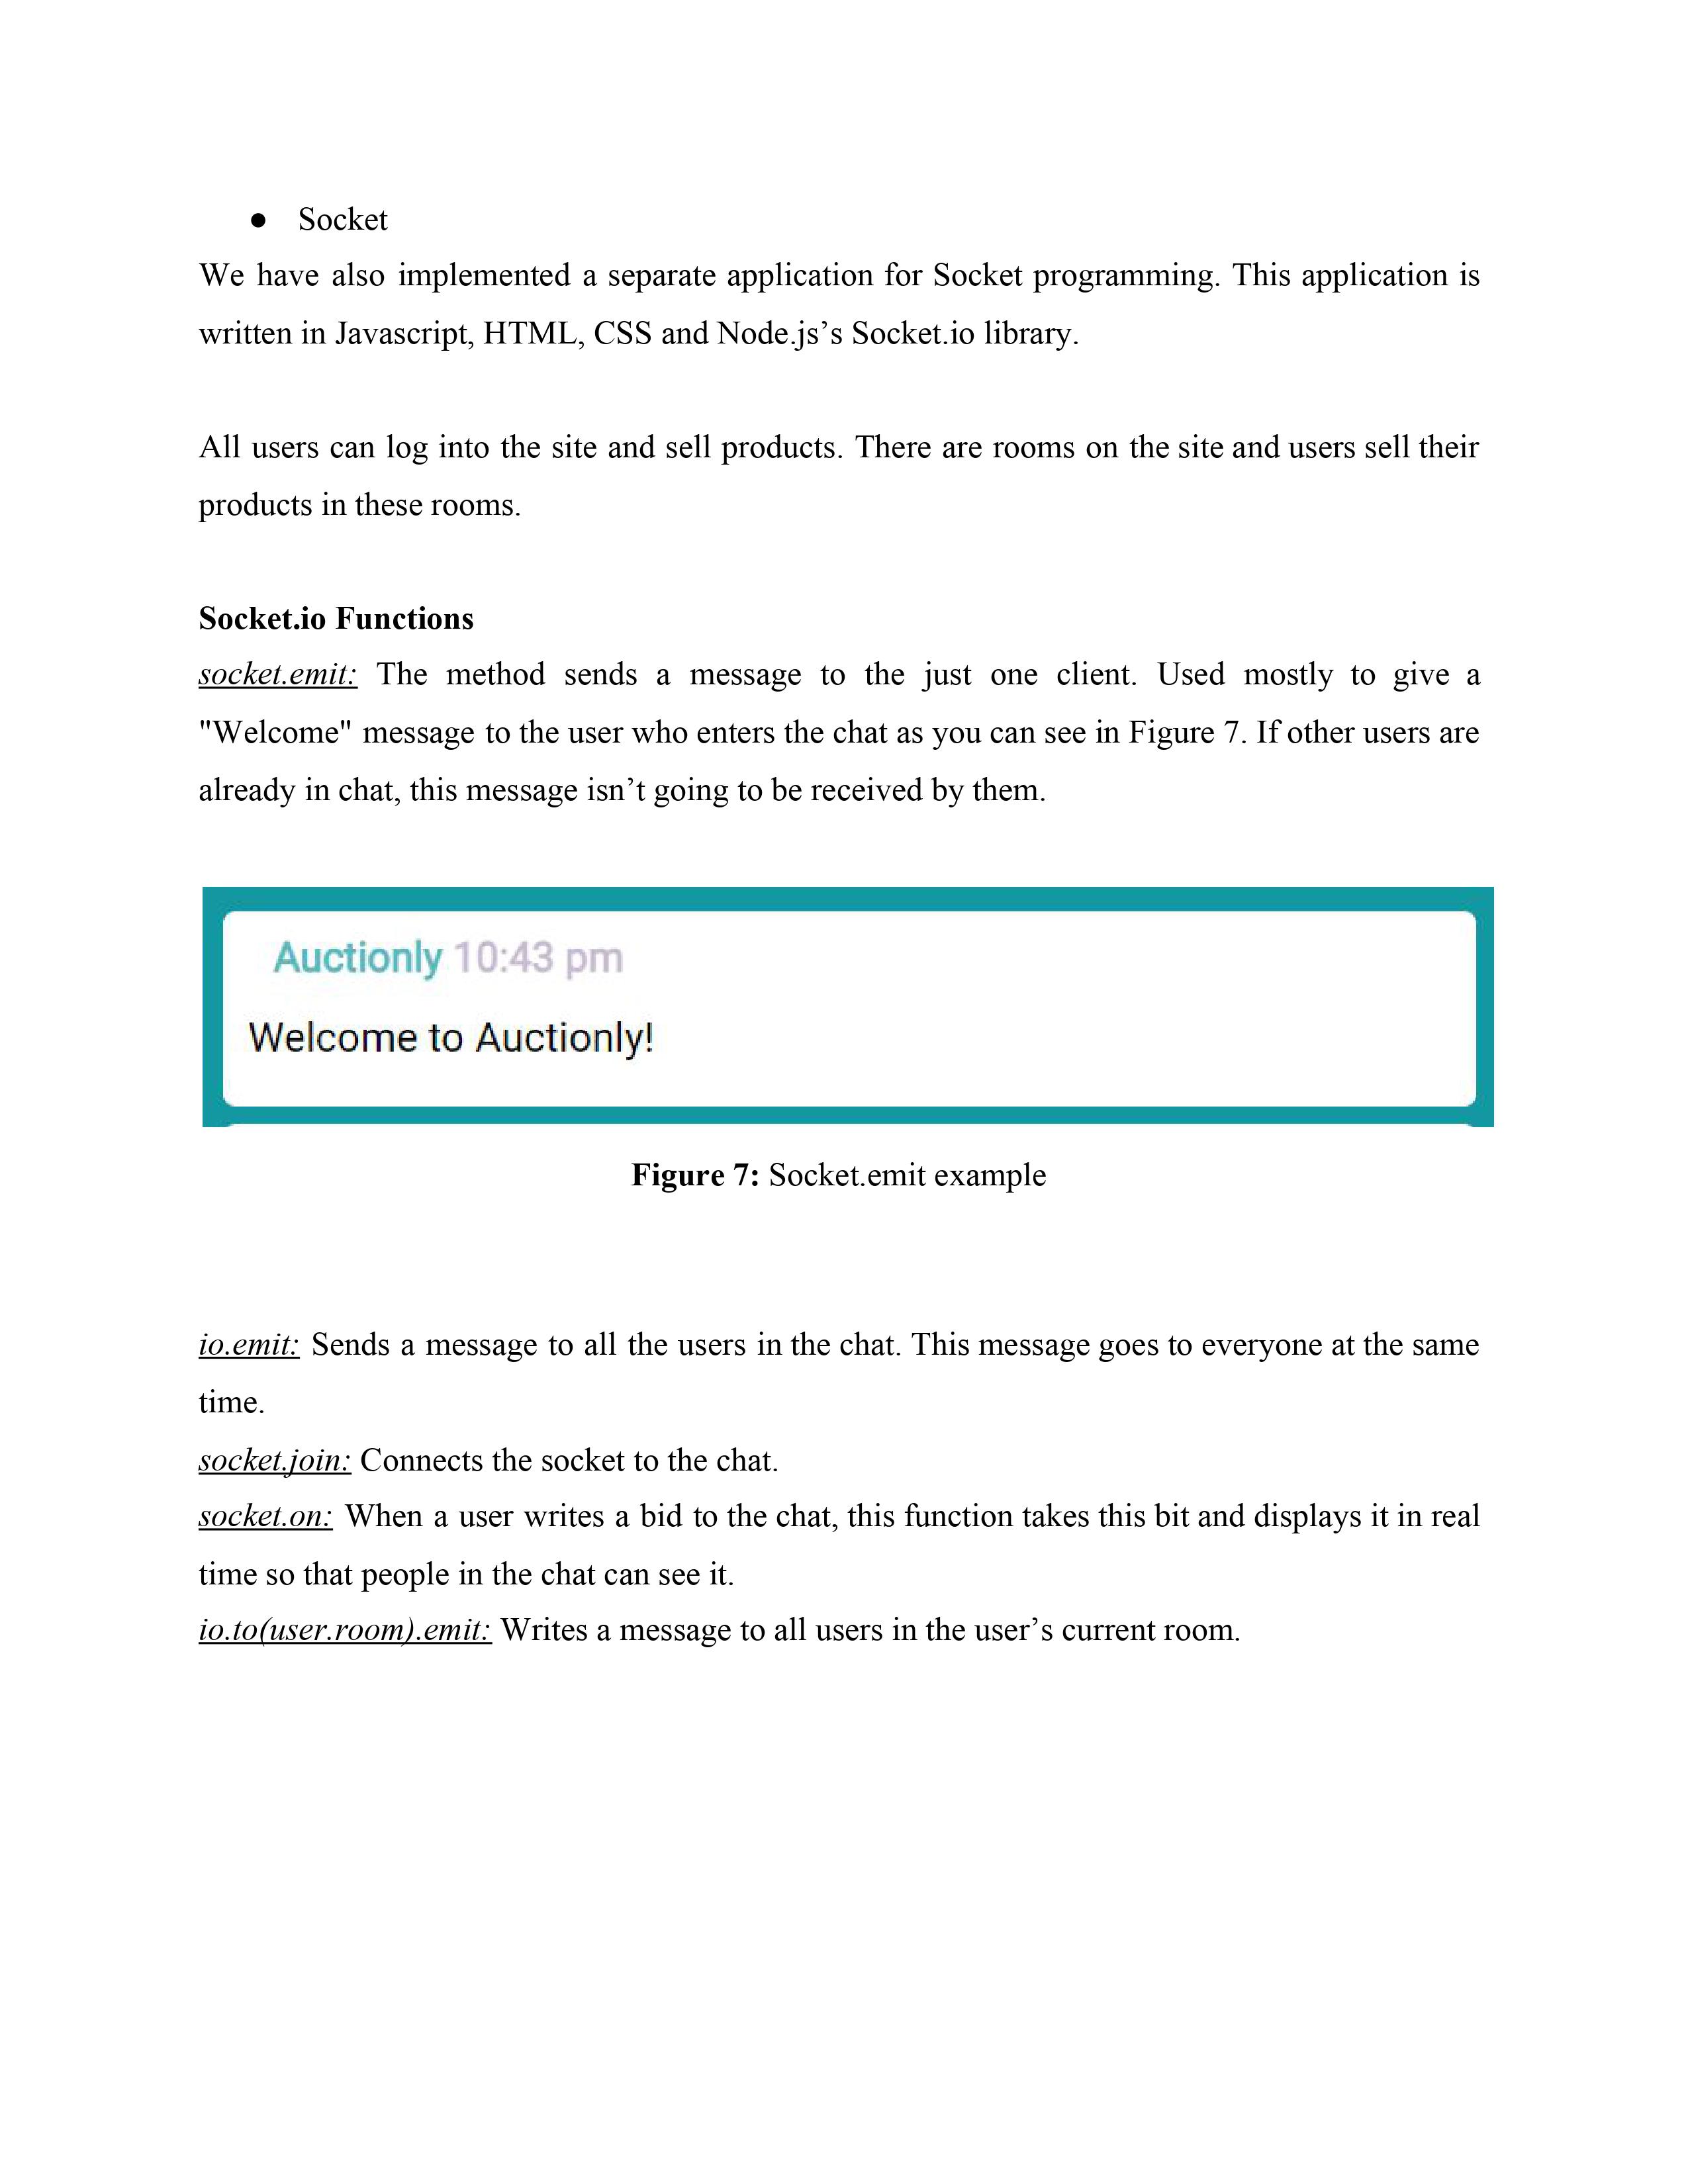 ● Socket
We have also implemented a separate application for Socket programming. This application is
written in Javascript, HTML, CSS and Node.js’s Socket.io library.
All users can log into the site and sell products. There are rooms on the site and users sell their
products in these rooms.
Socket.io Functions
socket.emit: The method sends a message to the just one client. Used mostly to give a
"Welcome" message to the user who enters the chat as you can see in Figure 7. If other users are
already in chat, this message isn’t going to be received by them.
Auctionly 10:43 pm
Welcome to Auctionly!
Figure 7: Socket.emit example
io.emit: Sends a message to all the users in the chat. This message goes to everyone at the same
time.
socket.join: Connects the socket to the chat.
socket.on: When a user writes a bid to the chat, this function takes this bit and displays it in real
time so that people in the chat can see it.
io.to(user.room).emit: Writes a message to all users in the user’s current room.